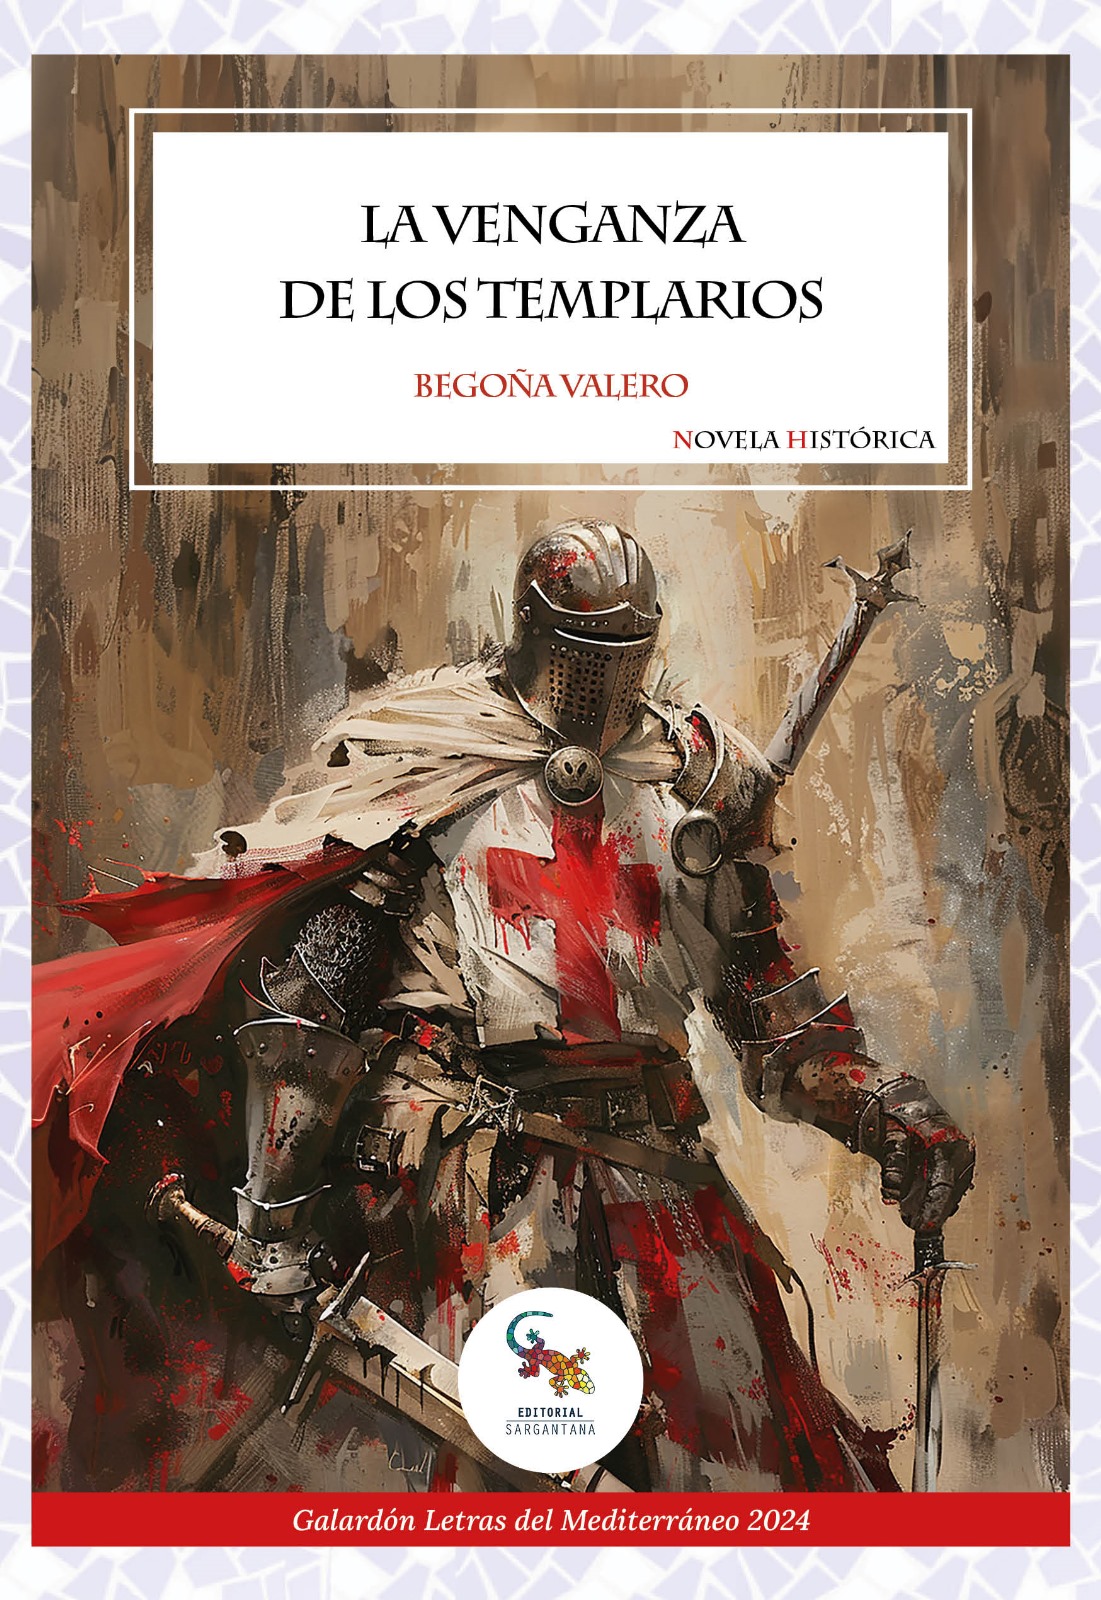 LA VENGANZA
DE LOS TEMPLARIOS
BEGOÑA VALERO
NOVELA HISTÓRICA
EDITORIAL
SARGANTANA
Galardón Letras del Mediterráneo 2024